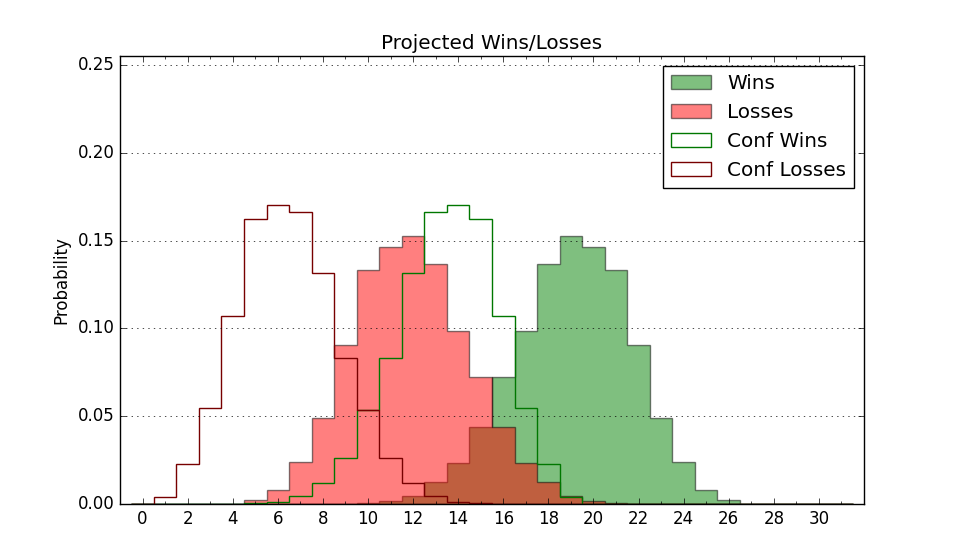 Projected Wins/Losses
0.25
0.20
0.15
0.10
0.05
0.00
Probability
Wins
Losses
Conf Wins
Conf Losses
0 2 4 6 8 10 12 14 16 18 20 22 24 26 28 30